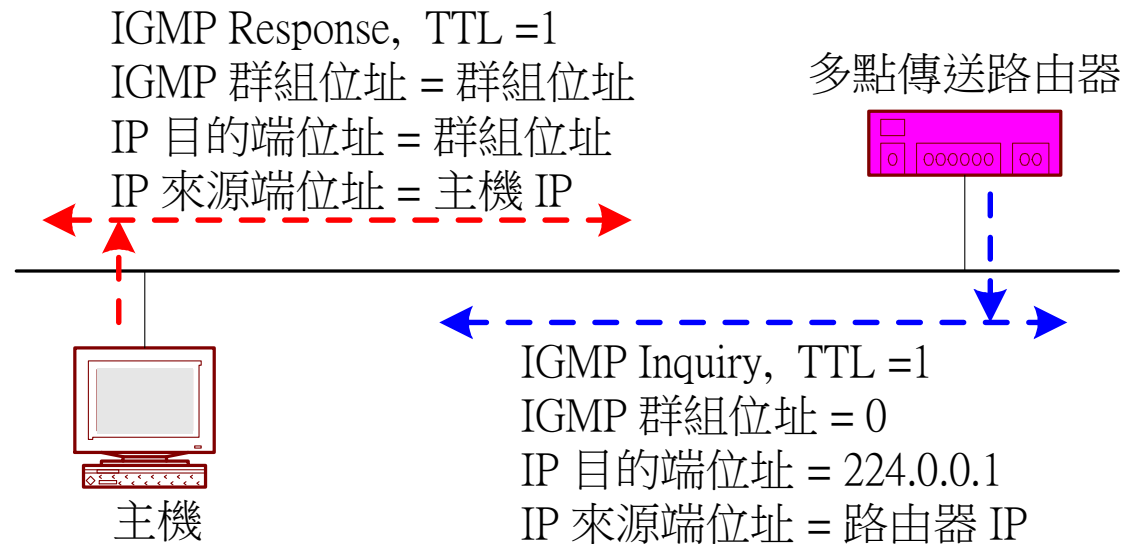 IGMP Response, TTL =1
IGMP 群組位址 = 群組位址
IP 目的端位址 = 群組位址
IP 來源端位址 = 主機 IP
多點傳送路由器
0 000000 00
IGMP Inquiry, TTL =1
IGMP 群組位址 = 0
IP 目的端位址 = 224.0.0.1
IP 來源端位址 = 路由器 IP
主機